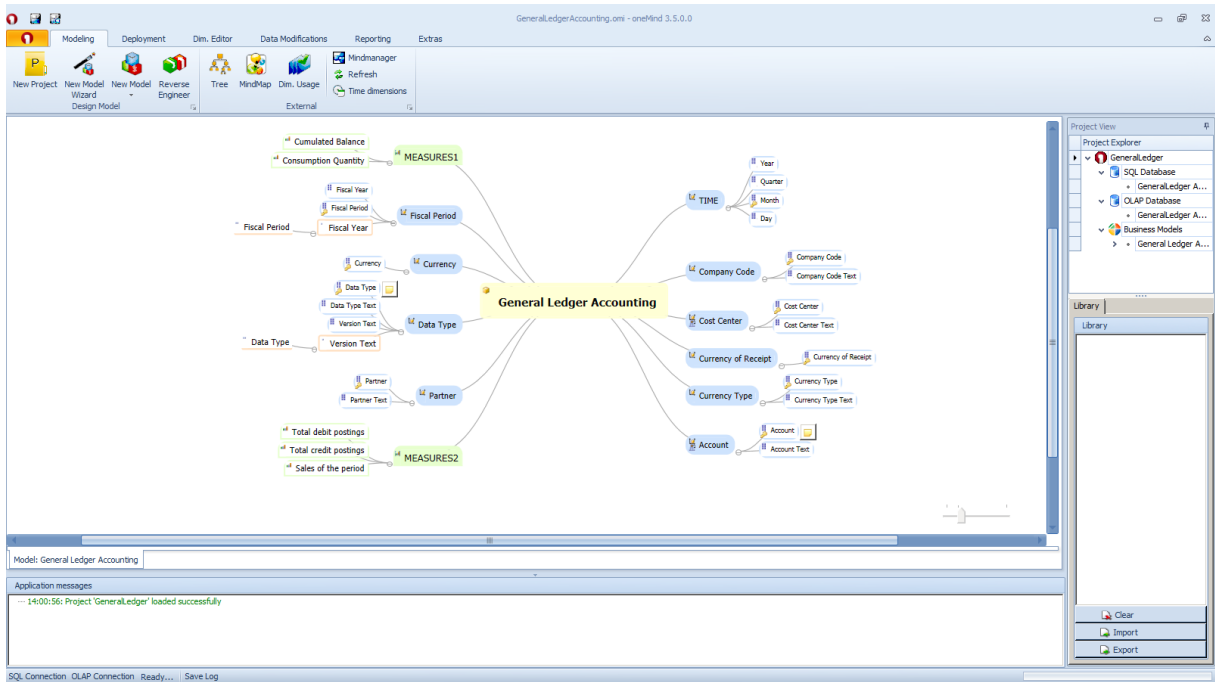 GeneralLedgerAccounting.omi - oneMind 3.5.0.0
Modeling Deployment Dim. Editor Data Modifications Reporting Extras
New Project
New Model Wizard
New Model
Reverse Engineer
Tree
MindMap
Dim. Usage
Mindmanager
Refresh
Time dimensions
Design Model
External
Cumulated Balance
Consumption Quantity
MEASURES1
Fiscal Year
Fiscal Period
Fiscal Period
Fiscal Year
Fiscal Period
Currency
Currency
Data Type
Data Type Text
Version Text
Data Type
Version Text
Data Type
Partner
Partner Text
Partner
Total debit postings
Total credit postings
Sales of the period
MEASURES2
General Ledger Accounting
TIME
Year
Quarter
Month
Day
Company Code
Company Code
Company Code Text
Cost Center
Cost Center
Cost Center Text
Currency of Receipt
Currency of Receipt
Currency Type
Currency Type
Currency Type Text
Account
Account
Account Text
Model: General Ledger Accounting
Application messages
14:00:56: Project 'GeneralLedger' loaded successfully
SQL Connection OLAP Connection Ready... Save Log
Project View
Project Explorer
GeneralLedger
SQL Database
GeneralLedger A...
OLAP Database
GeneralLedger A...
Business Models
General Ledger A...
Library
Library
Clear
Import
Export